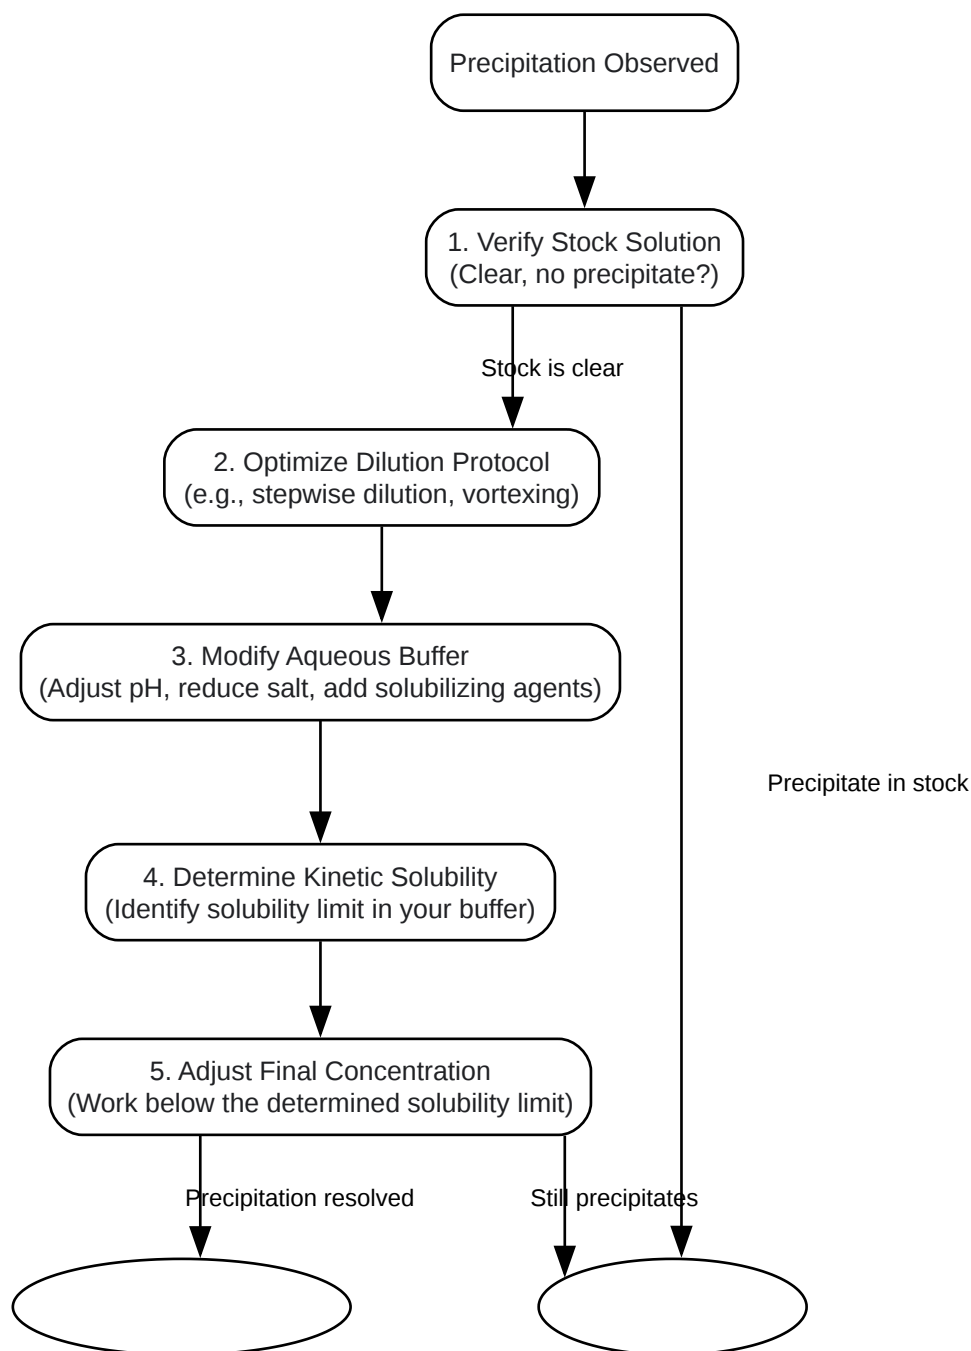 Precipitation Observed
1. Verify Stock Solution
(Clear, no precipitate?)
Stock is clear
2. Optimize Dilution Protocol
(e.g., stepwise dilution, vortexing)
3. Modify Aqueous Buffer
(Adjust pH, reduce salt, add solubilizing agents)
Precipitate in stock
4. Determine Kinetic Solubility
(Identify solubility limit in your buffer)
5. Adjust Final Concentration
(Work below the determined solubility limit)
Precipitation resolved
Still precipitates